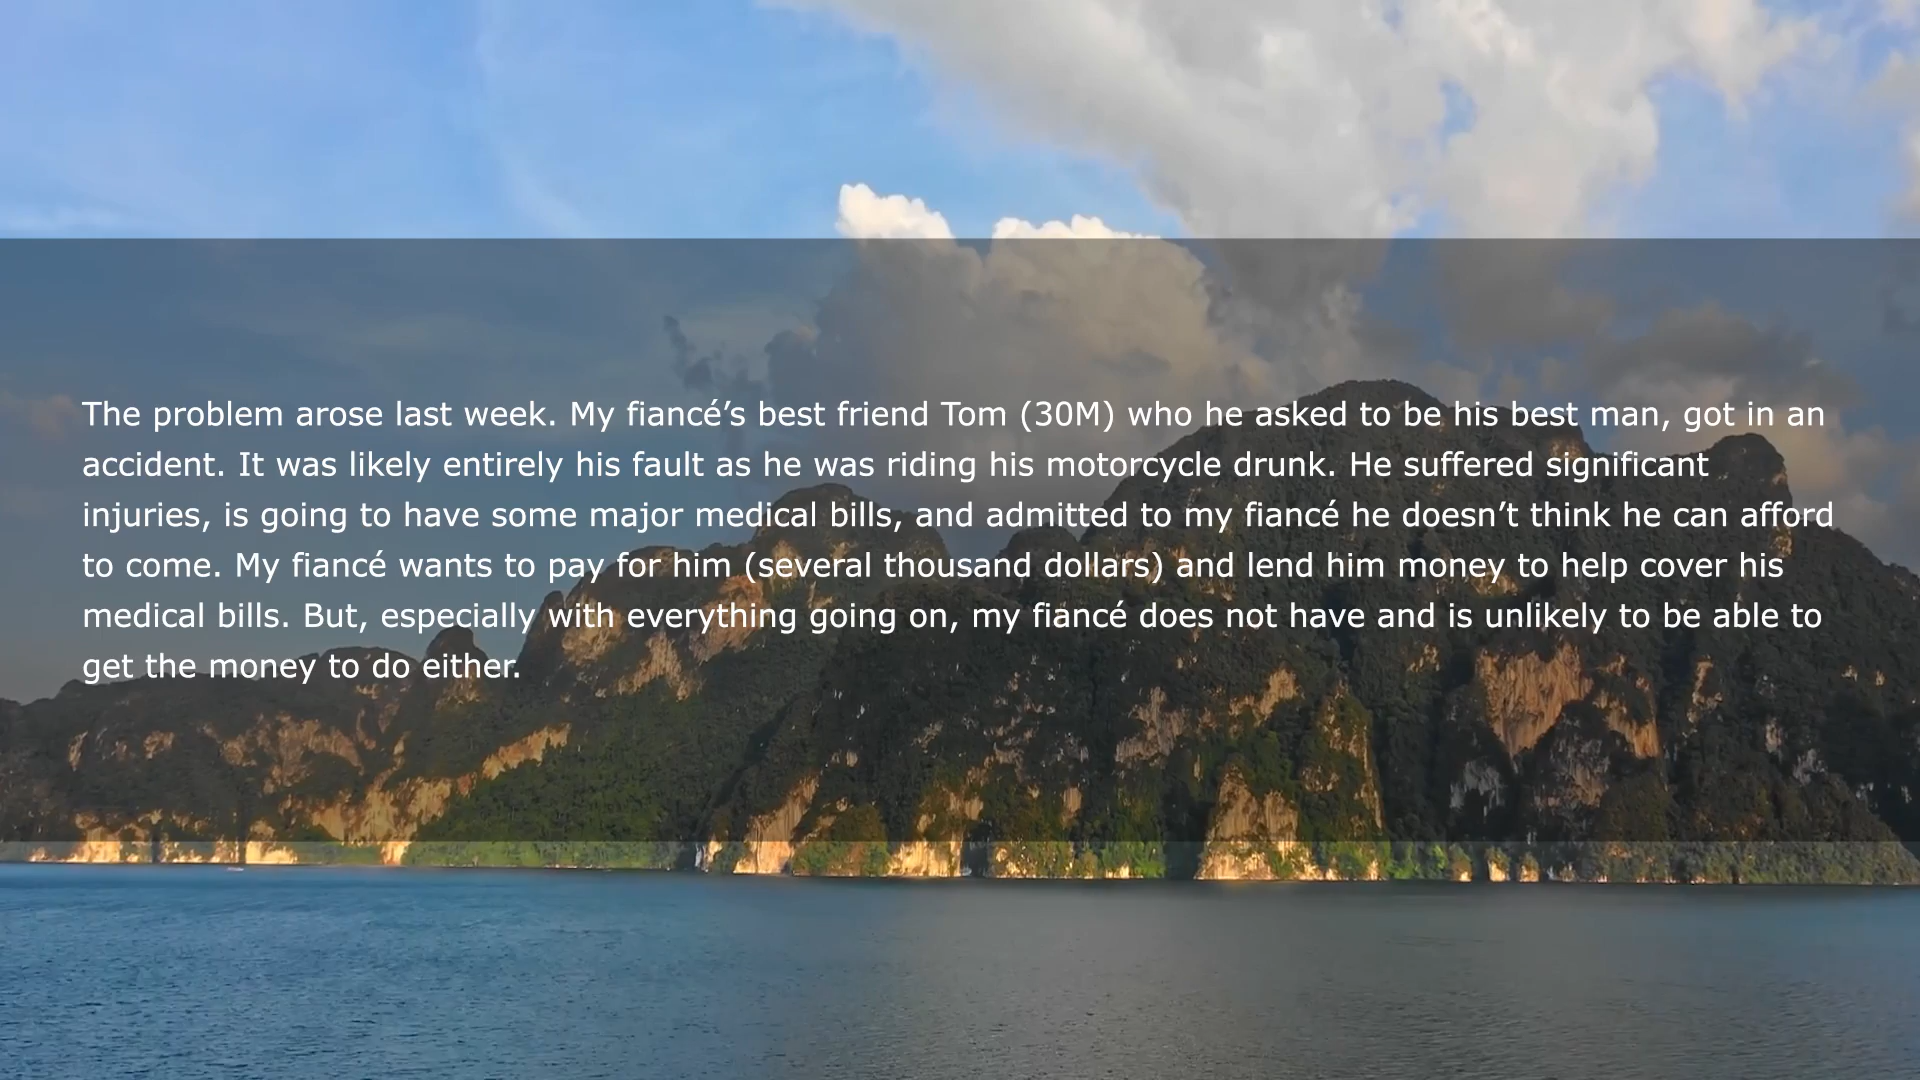 The problem arose last week. My fiancé’s best friend Tom (30M) who he asked to be his best man, got in an
accident. It was likely entirely his fault as he was riding his motorcycle drunk. He suffered significant
injuries, is going to have some major medical bills, and admitted to my fiancé he doesn’t think he can afford
to come. My fiancé wants to pay for him (several thousand dollars) and lend him money to help cover his
medical bills. But, especially with everything going on, my fiancé does not have and is unlikely to be able to
get the money to do either.